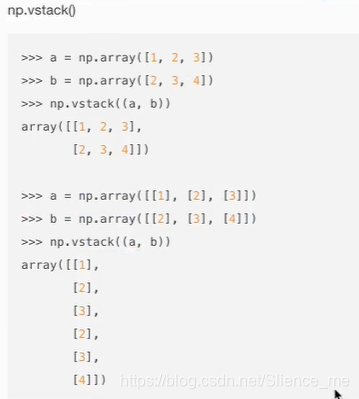 np.vstack()
>>> a = np.array([1, 2, 3])
>>> b = np.array([2, 3, 4])
>>> np.vstack((a, b))
array([[1, 2, 3],
       [2, 3, 4]])
>>> a = np.array([[1], [2], [3]])
>>> b = np.array([[2], [3], [4]])
>>> np.vstack((a, b))
array([[1],
       [2],
       [3],
       [2],
       [3],
       [4]]) https://blog.csdn.net/Slience_me